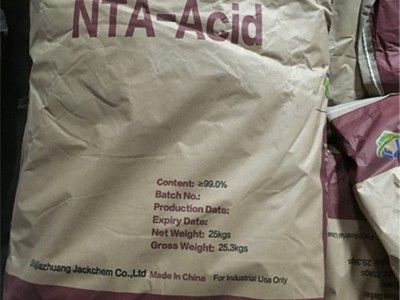 NTA-Acid
Content: ≥99.0%
Batch No.:
Production Date:
Expiry Date:
Net Weight: 25kgs
Gross Weight: 25.3kgs
Shijiazhuang Jackchem Co.,Ltd Made In China For Industrial Use Only